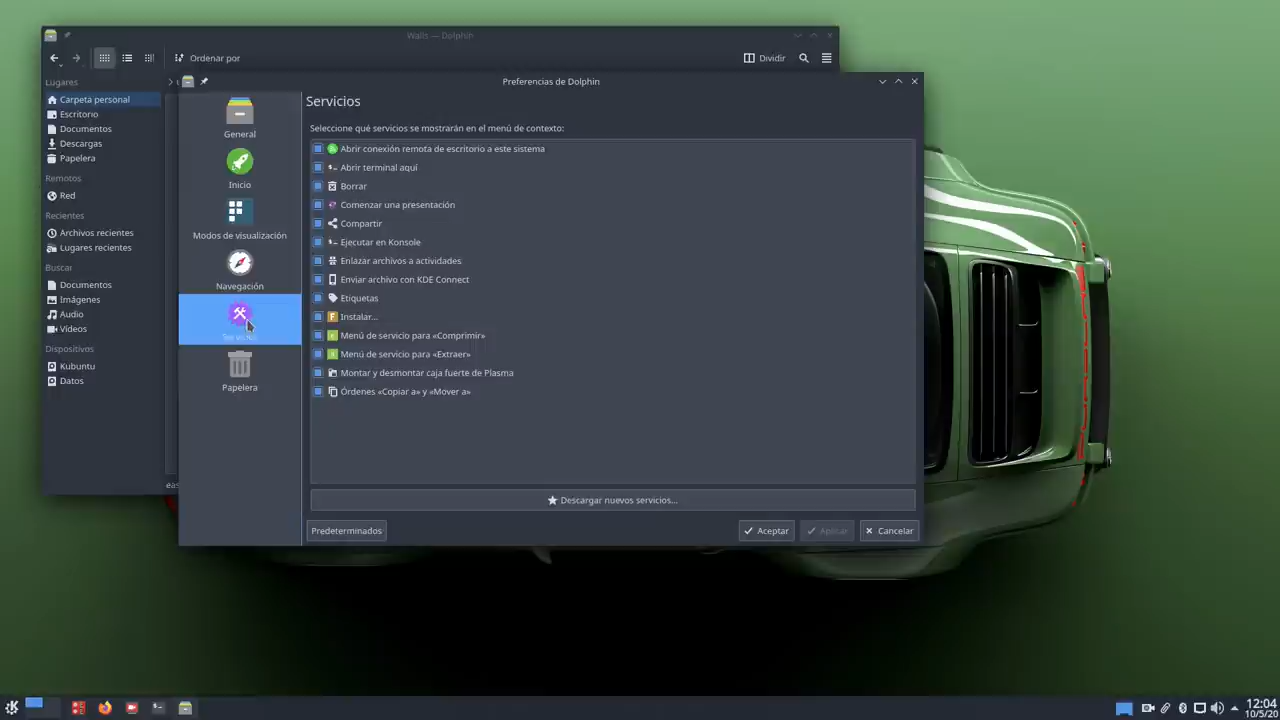 Walls — Dolphin
Ordenar por
Dividir
Lugares
Carpeta personal
Escritorio
Documentos
Descargas
Papelera
Remotos
Red
Recientes
Archivos recientes
Lugares recientes
Buscar
Documentos
Imágenes
Audio
Vídeos
Dispositivos
Kubuntu
Datos
Preferencias de Dolphin
General
Inicio
Modos de visualización
Navegación
Servicios
Papelera
Servicios
Seleccione qué servicios se mostrarán en el menú de contexto:
Abrir conexión remota de escritorio a este sistema
Abrir terminal aquí
Borrar
Comenzar una presentación
Compartir
Ejecutar en Konsole
Enlazar archivos a actividades
Enviar archivo con KDE Connect
Etiquetas
Instalar...
Menú de servicio para «Comprimir»
Menú de servicio para «Extraer»
Montar y desmontar caja fuerte de Plasma
Órdenes «Copiar a» y «Mover a»
Descargar nuevos servicios...
Predeterminados
Aceptar
Aplicar
Cancelar
12:04
10/5/20